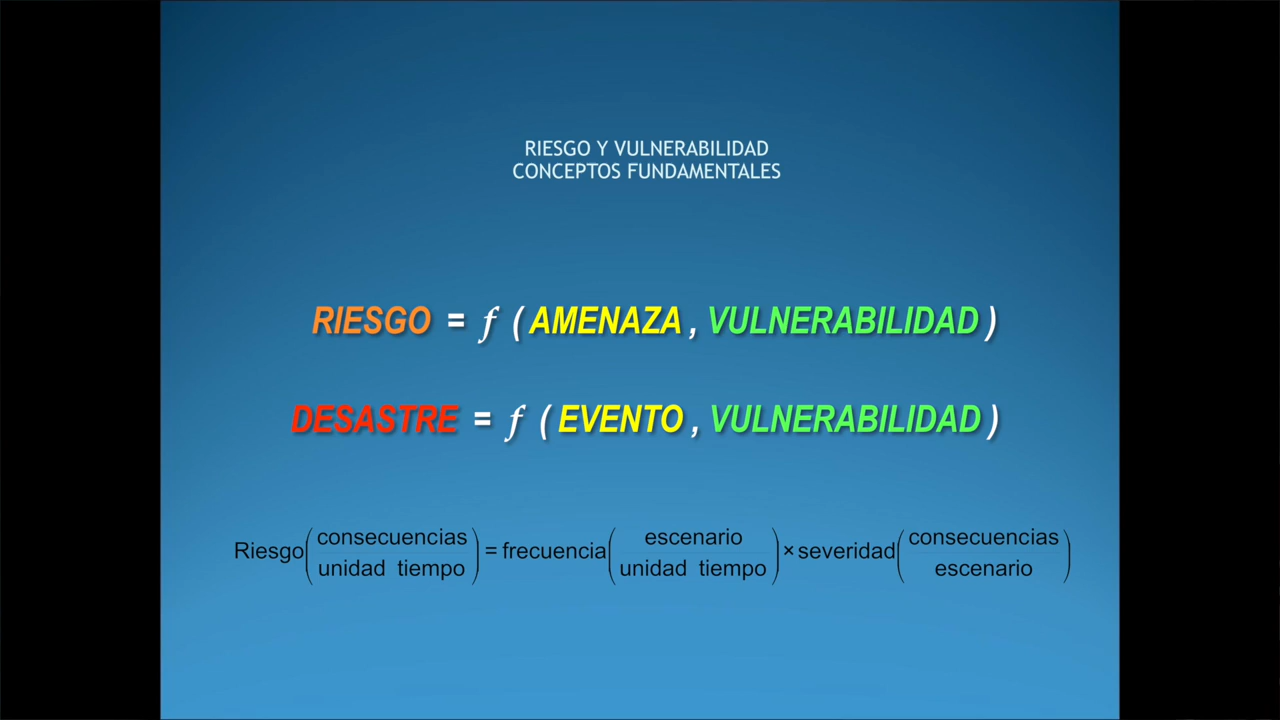 RIESGO Y VULNERABILIDAD
CONCEPTOS FUNDAMENTALES
RIESGO = f ( AMENAZA , VULNERABILIDAD )
DESASTRE = f ( EVENTO , VULNERABILIDAD )
Riesgo(consecuencias / unidad tiempo) = frecuencia(escenario / unidad tiempo) × severidad(consecuencias / escenario)